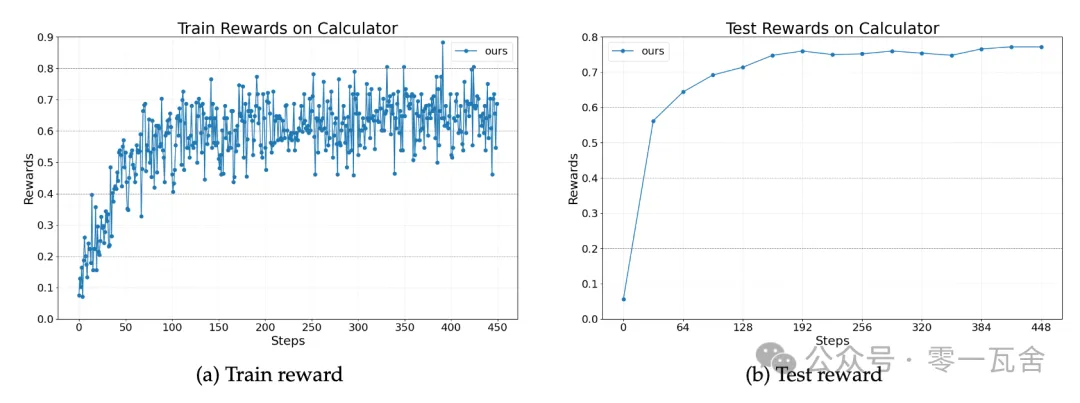 Train Rewards on Calculator
0.9
0.8
0.7
0.6
0.5
0.4
0.3
0.2
0.1
0.0
Rewards
ours
0 50 100 150 200 250 300 350 400 450
Steps
(a) Train reward
Test Rewards on Calculator
0.8
0.7
0.6
0.5
0.4
0.3
0.2
0.1
0.0
Rewards
ours
0 64 128 192 256 320 384 448
Steps
(b) Test reward
公众号 · 零一瓦舍